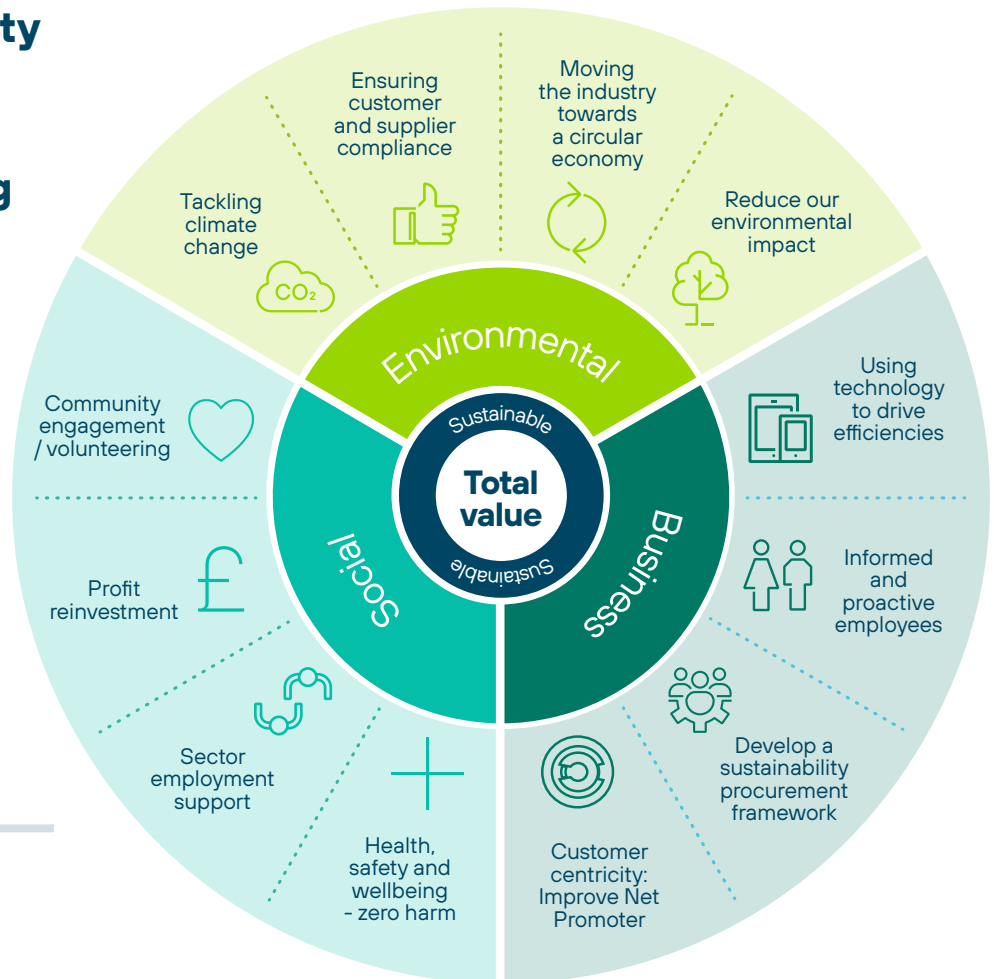 ty
g
Ensuring
customer
and supplier
compliance
Moving
the industry
towards
a circular
economy
Tackling
climate
change
CO₂
Reduce our
environmental
impact
Environmental
Using
technology
to drive
efficiencies
Community
engagement
/ volunteering
Sustainable
Total
value
Sustainable
Social
Business
Informed
and
proactive
employees
Profit
reinvestment
£
Sector
employment
support
Develop a
sustainability
procurement
framework
Health,
safety and
wellbeing
- zero harm
Customer
centricity:
Improve Net
Promoter